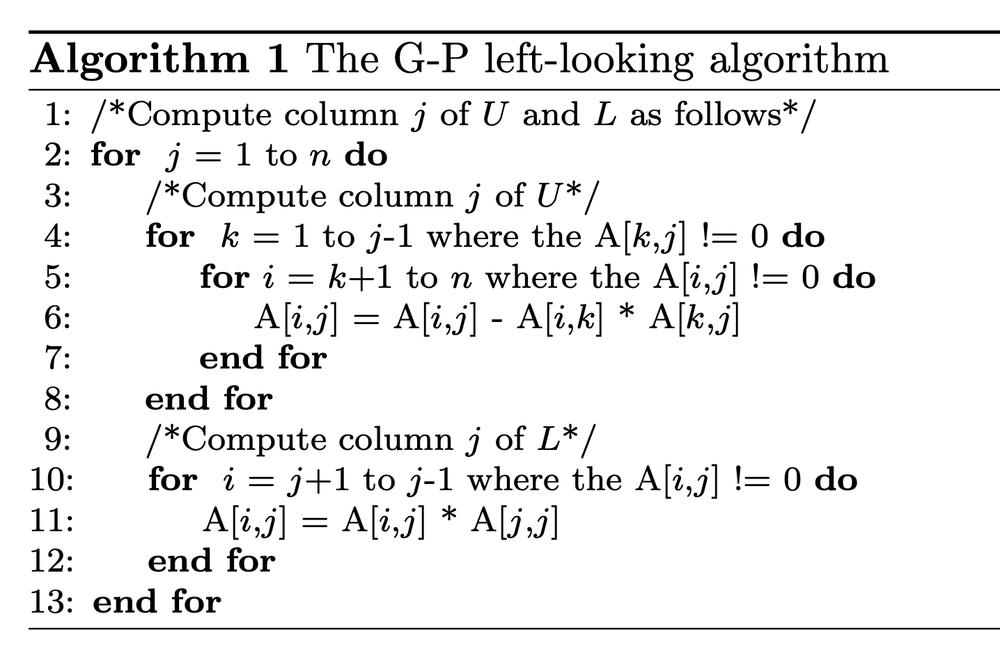 Algorithm 1 The G-P left-looking algorithm
1: /*Compute column j of U and L as follows*/
2: for j = 1 to n do
3: /*Compute column j of U*/
4: for k = 1 to j-1 where the A[k,j] != 0 do
5: for i = k+1 to n where the A[i,j] != 0 do
6: A[i,j] = A[i,j] - A[i,k] * A[k,j]
7: end for
8: end for
9: /*Compute column j of L*/
10: for i = j+1 to j-1 where the A[i,j] != 0 do
11: A[i,j] = A[i,j] * A[j,j]
12: end for
13: end for